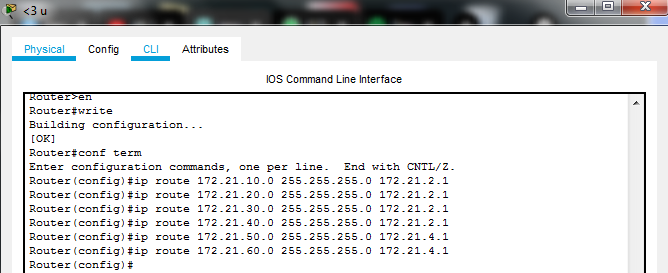 <3 u
Physical Config CLI Attributes
IOS Command Line Interface
Router>en
Router#write
Building configuration...
[OK]
Router#conf term
Enter configuration commands, one per line.  End with CNTL/Z.
Router(config)#ip route 172.21.10.0 255.255.255.0 172.21.2.1
Router(config)#ip route 172.21.20.0 255.255.255.0 172.21.2.1
Router(config)#ip route 172.21.30.0 255.255.255.0 172.21.2.1
Router(config)#ip route 172.21.40.0 255.255.255.0 172.21.2.1
Router(config)#ip route 172.21.50.0 255.255.255.0 172.21.4.1
Router(config)#ip route 172.21.60.0 255.255.255.0 172.21.4.1
Router(config)#